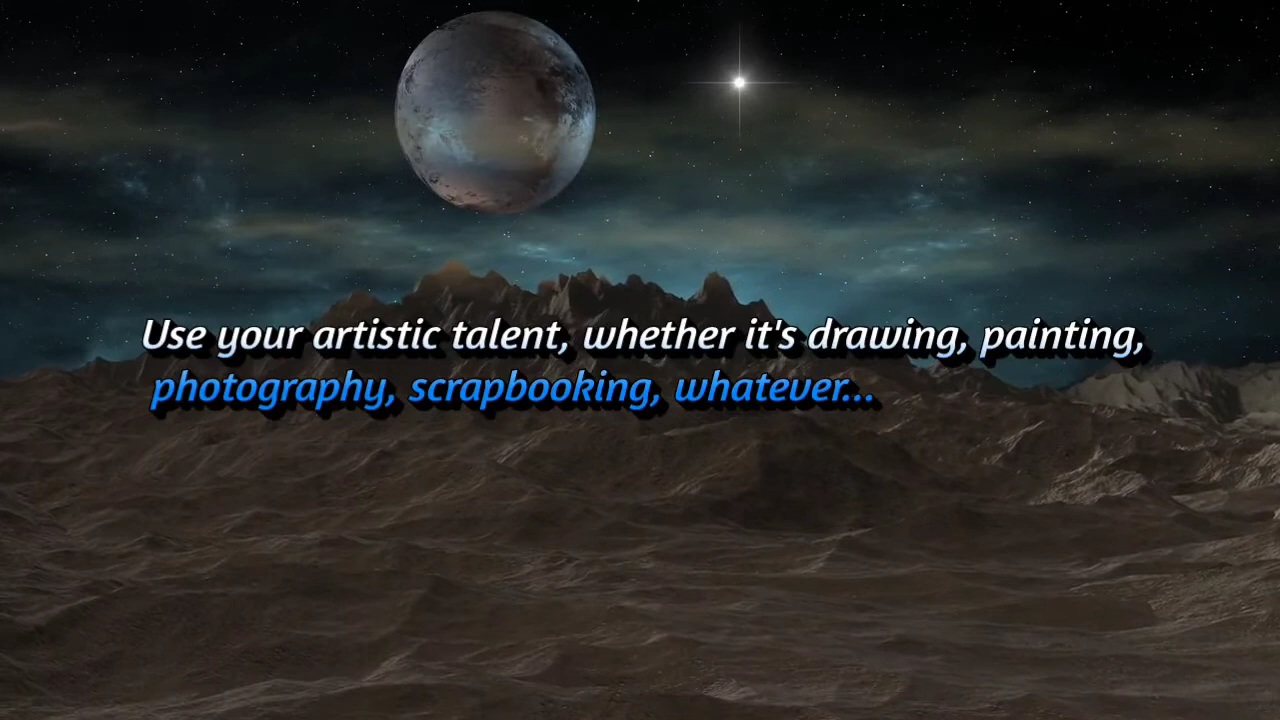 Use your artistic talent, whether it's drawing, painting,
photography, scrapbooking, whatever...